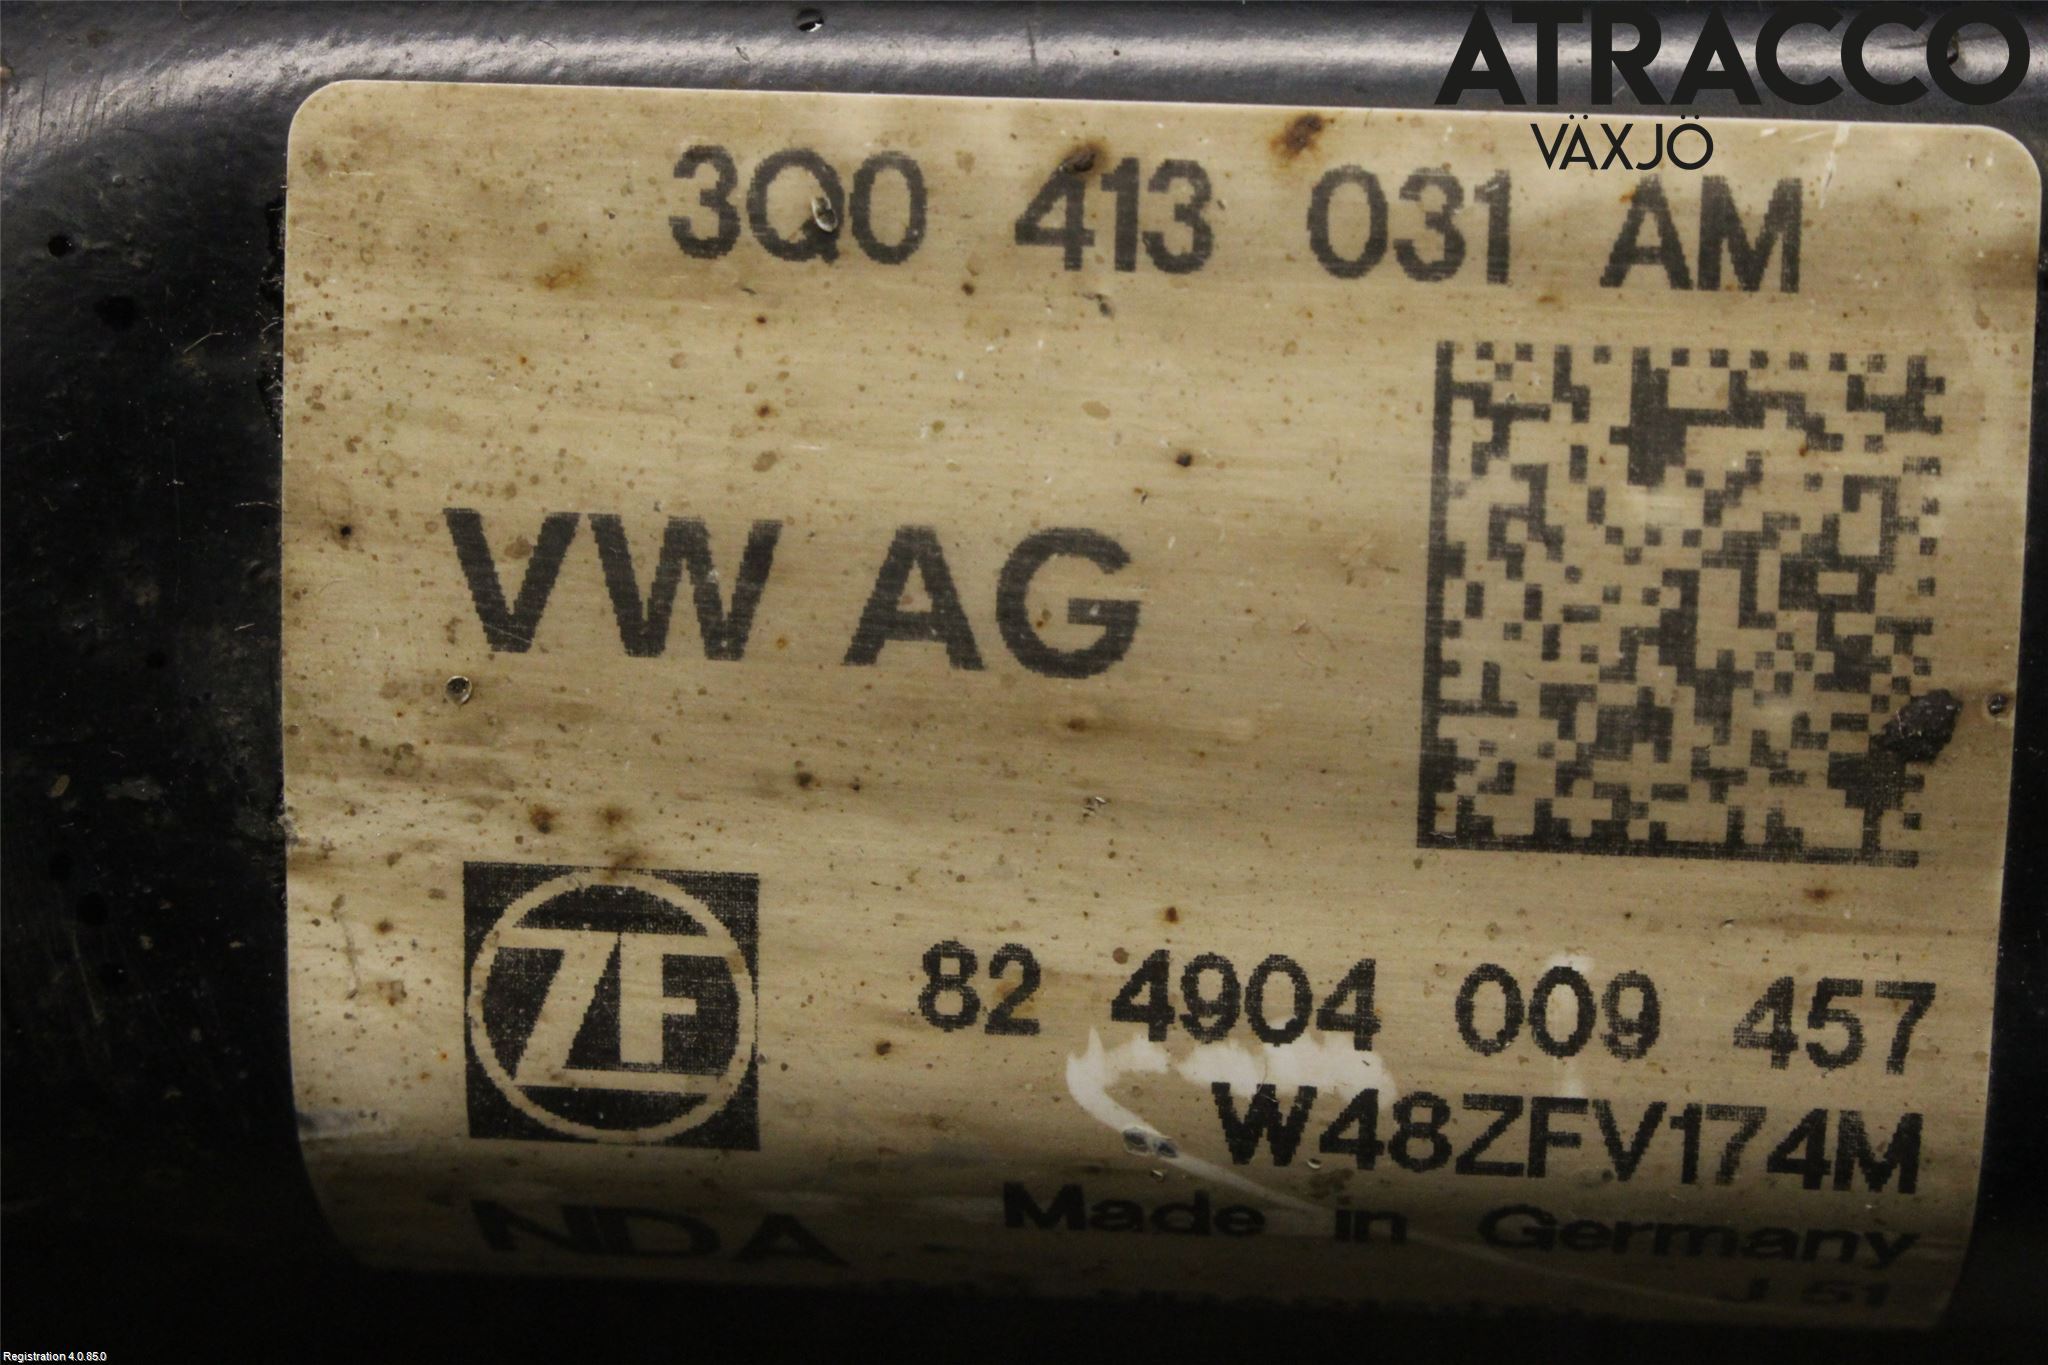 ATRACCO
VÄXJÖ
3Q0 413 031 AM
VW AG
ZF
82 4904 009 457
W48ZFV174M
NDA
Made in Germany
J 51
Registration 4.0.85.0